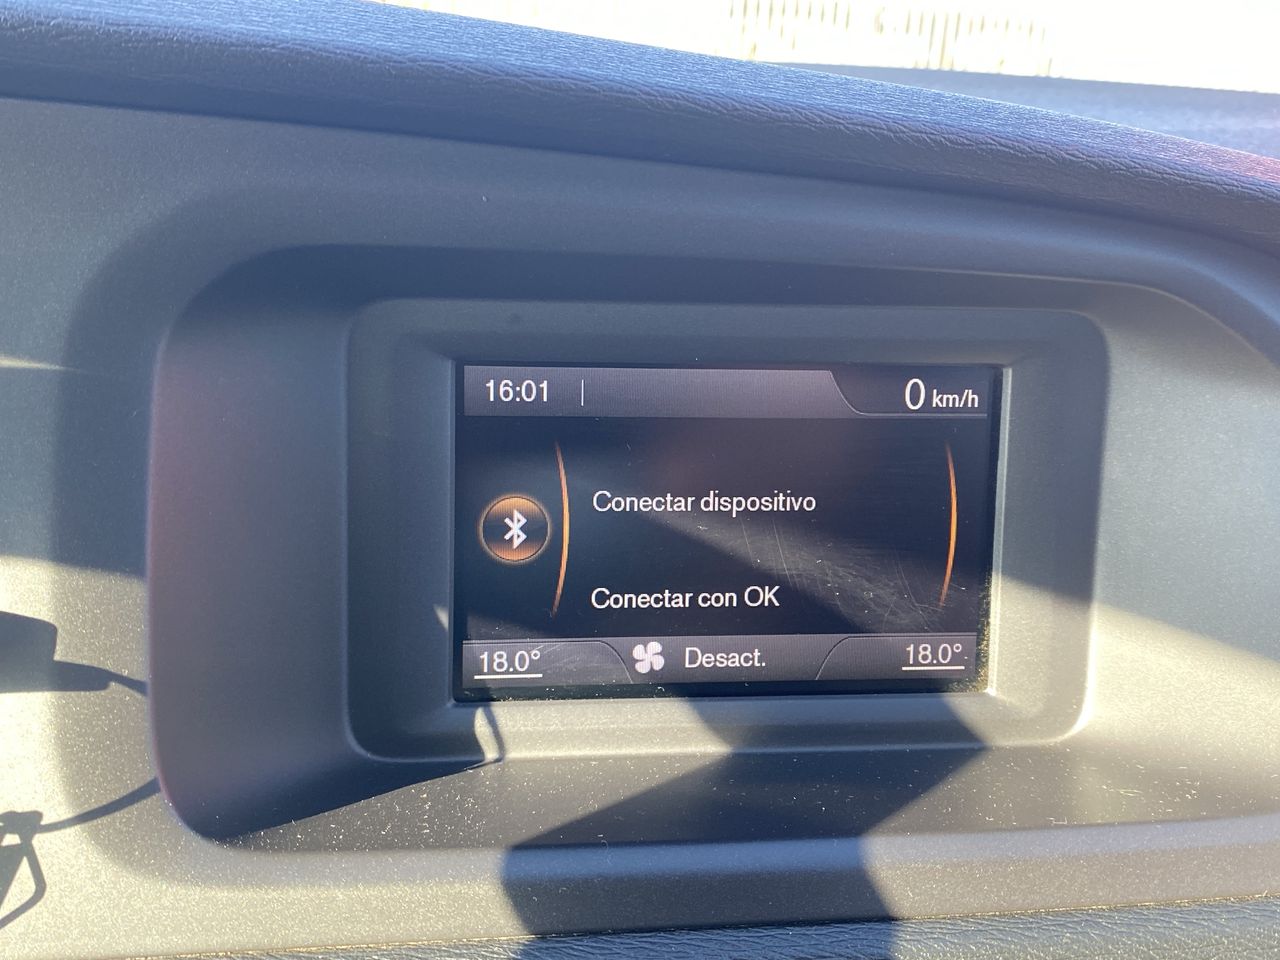 16:01
0 km/h
Conectar dispositivo
Conectar con OK
18.0° Desact. 18.0°